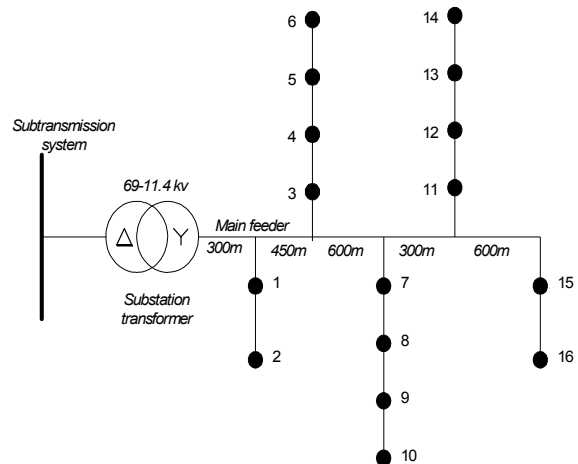 6
14
5
13
Subtransmission
system
4
12
69-11.4 kv
3
11
Δ
Y
Main feeder
300m
450m
600m
300m
600m
Substation
transformer
1
7
15
2
8
16
9
10